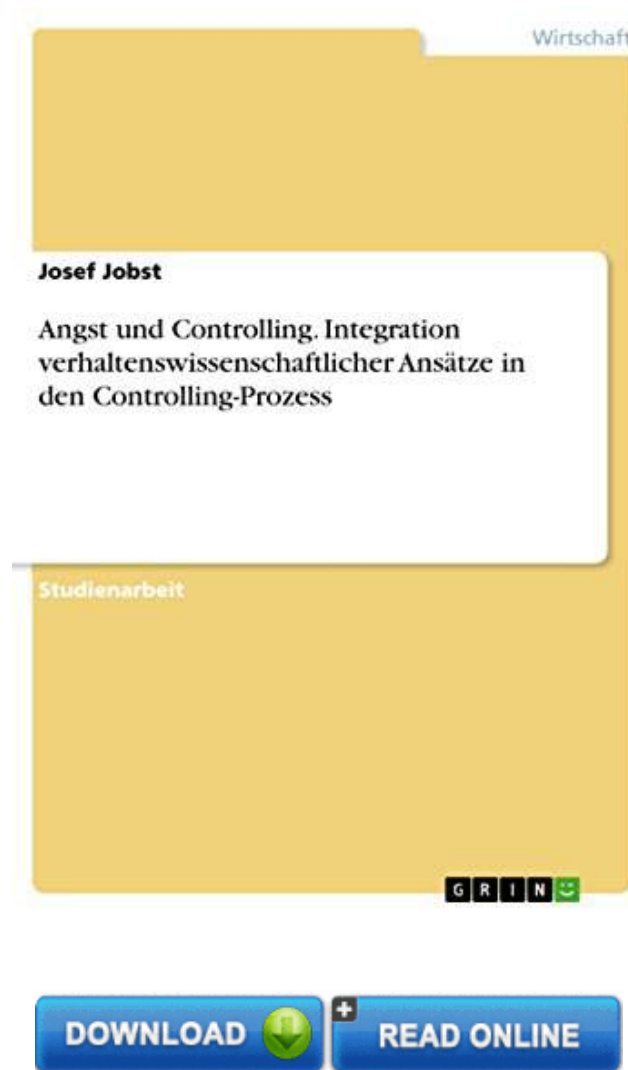 Wirtschaft
Josef Jobst
Angst und Controlling. Integration
verhaltenswissenschaftlicher Ansätze in
den Controlling-Prozess
Studienarbeit
GRIN
DOWNLOAD
READ ONLINE